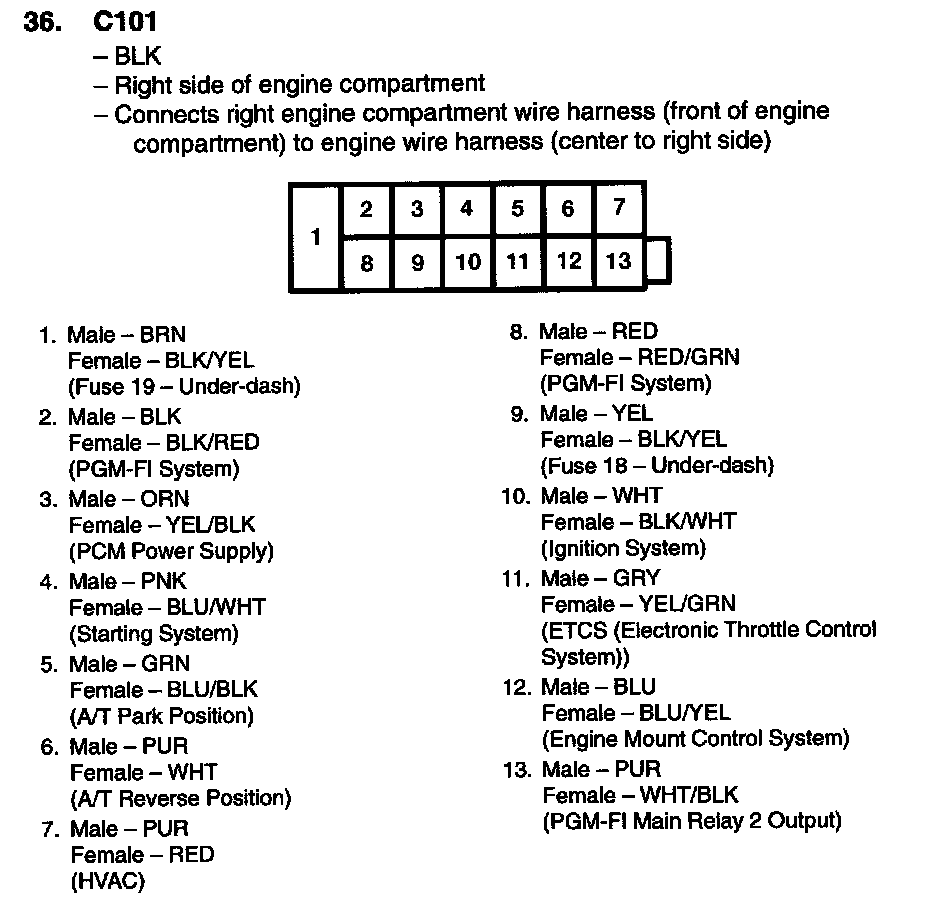 36. C101
– BLK
– Right side of engine compartment
– Connects right engine compartment wire harness (front of engine
compartment) to engine wire harness (center to right side)
1 2 3 4 5 6 7
8 9 10 11 12 13
1. Male – BRN
Female – BLK/YEL
(Fuse 19 – Under-dash)
2. Male – BLK
Female – BLK/RED
(PGM-FI System)
3. Male – ORN
Female – YEL/BLK
(PCM Power Supply)
4. Male – PNK
Female – BLU/WHT
(Starting System)
5. Male – GRN
Female – BLU/BLK
(A/T Park Position)
6. Male – PUR
Female – WHT
(A/T Reverse Position)
7. Male – PUR
Female – RED
(HVAC)
8. Male – RED
Female – RED/GRN
(PGM-FI System)
9. Male – YEL
Female – BLK/YEL
(Fuse 18 – Under-dash)
10. Male – WHT
Female – BLK/WHT
(Ignition System)
11. Male – GRY
Female – YEL/GRN
(ETCS (Electronic Throttle Control
System))
12. Male – BLU
Female – BLU/YEL
(Engine Mount Control System)
13. Male – PUR
Female – WHT/BLK
(PGM-FI Main Relay 2 Output)